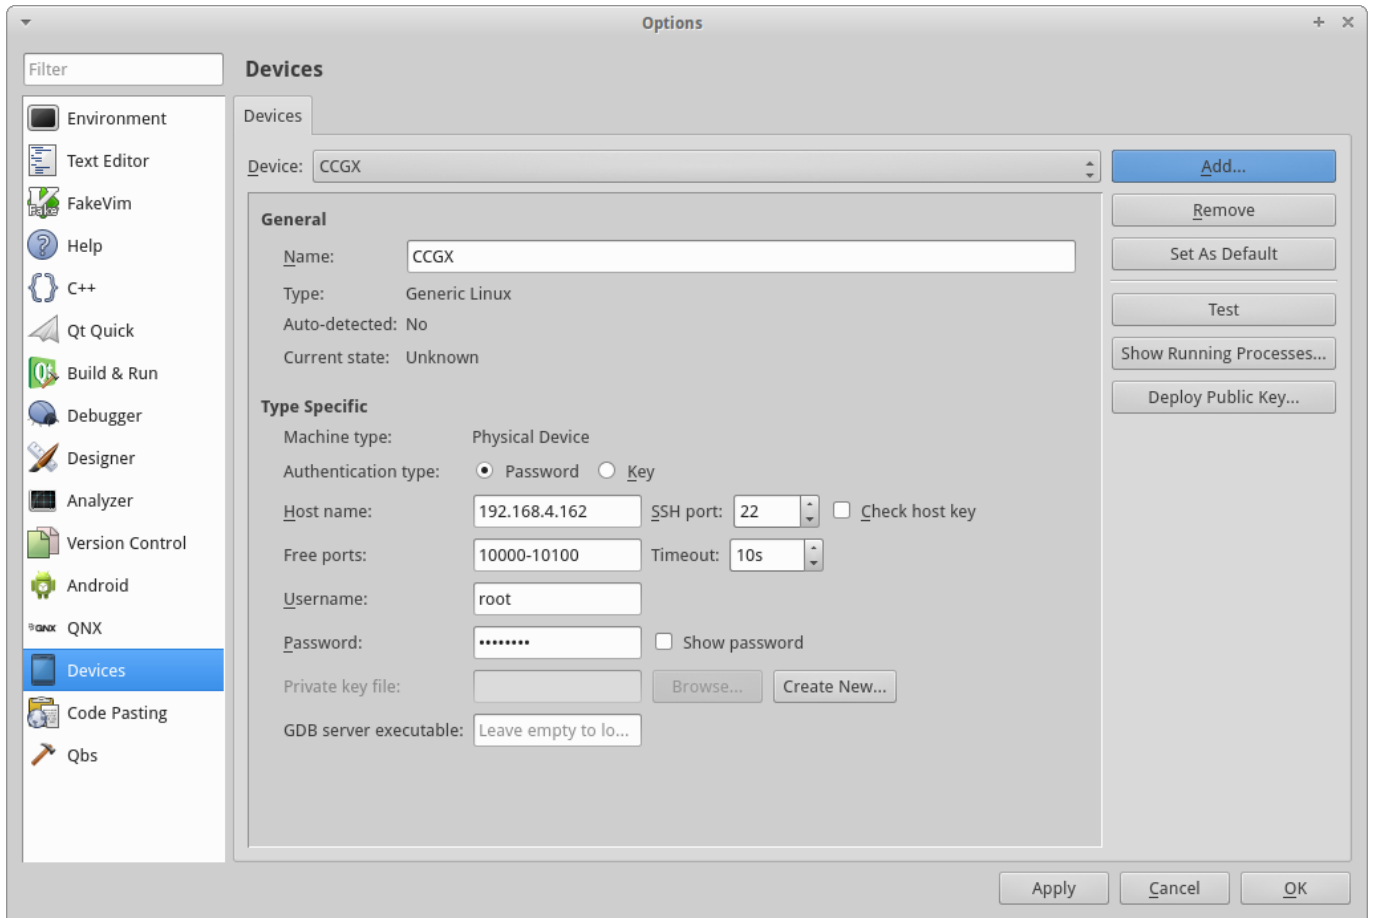 Options
Filter
Devices
Environment
Text Editor
Fake FakeVim
Help
C++
Qt Quick
Build & Run
Debugger
Designer
Analyzer
Version Control
Android
QNX QNX
Devices
Code Pasting
Qbs
Devices
Device: CCGX
Add...
Remove
Set As Default
Test
Show Running Processes...
Deploy Public Key...
General
Name: CCGX
Type: Generic Linux
Auto-detected: No
Current state: Unknown
Type Specific
Machine type: Physical Device
Authentication type: Password Key
Host name: 192.168.4.162 SSH port: 22 Check host key
Free ports: 10000-10100 Timeout: 10s
Username: root
Password: •••••••• Show password
Private key file: Browse... Create New...
GDB server executable: Leave empty to lo...
Apply Cancel OK